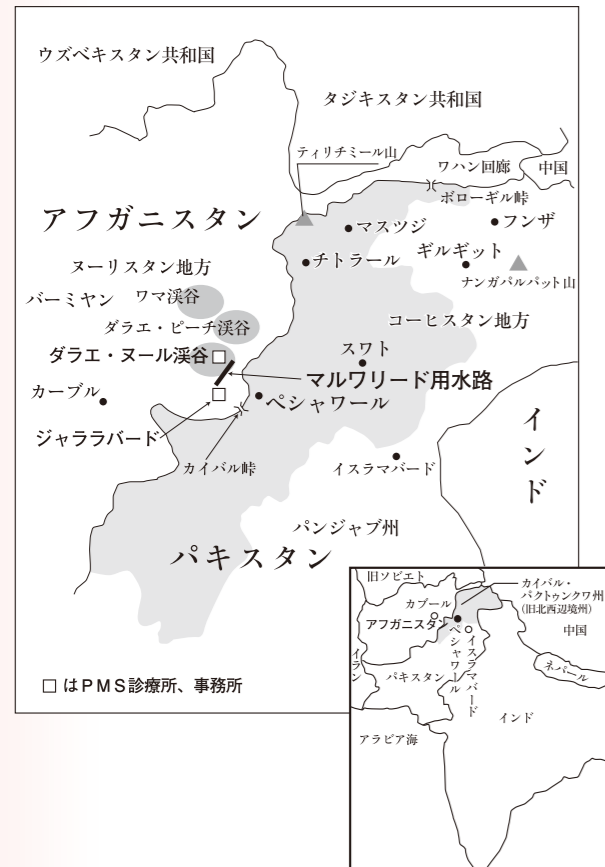 ウズベキスタン共和国
タジキスタン共和国
ティリチミール山
ワハン回廊
中国
ボローギル峠
アフガニスタン
マスツジ
フンザ
ギルギット
チトラール
ヌーリスタン地方
ナンガパルパット山
バーミヤン
ワマ渓谷
ダラエ・ピーチ渓谷
コーヒスタン地方
ダラエ・ヌール渓谷
スワト
マルワリード用水路
カーブル
ペシャワール
ジャララバード
カイバル峠
イスラマバード
インド
パンジャブ州
パキスタン
□はPMS診療所、事務所
旧ソビエト
カイバル・
パクトゥンクワ州
(旧北西辺境州)
カブール
アフガニスタン
中国
ペシャワール
イスラマバード
イラン
パキスタン
ネパール
インド
アラビア海